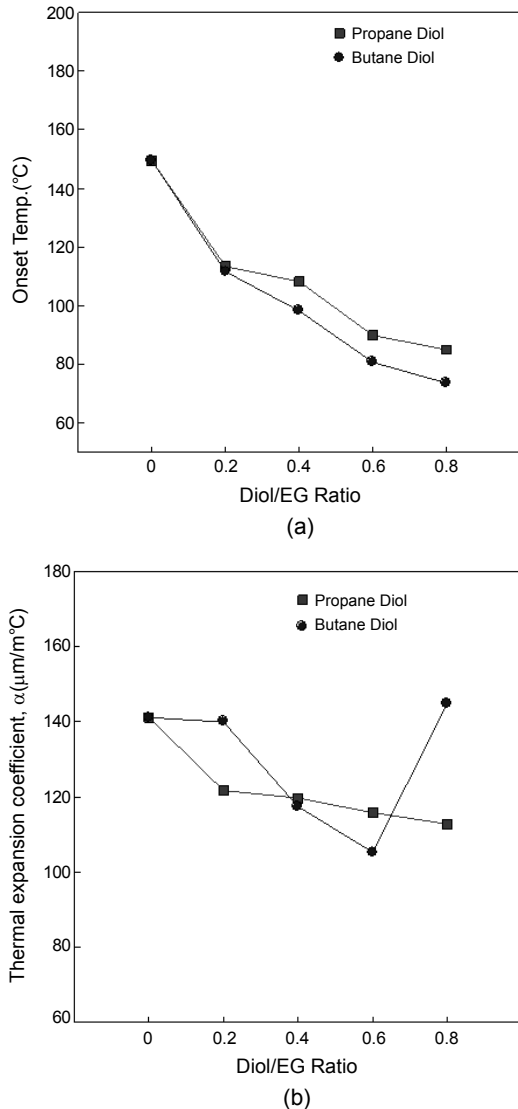 200
180
160
140
120
100
80
60
Onset Temp.(°C)
Propane Diol
Butane Diol
0 0.2 0.4 0.6 0.8
Diol/EG Ratio
(a)
180
160
140
120
100
80
60
Thermal expansion coefficient, α(μm/m°C)
Propane Diol
Butane Diol
0 0.2 0.4 0.6 0.8
Diol/EG Ratio
(b)